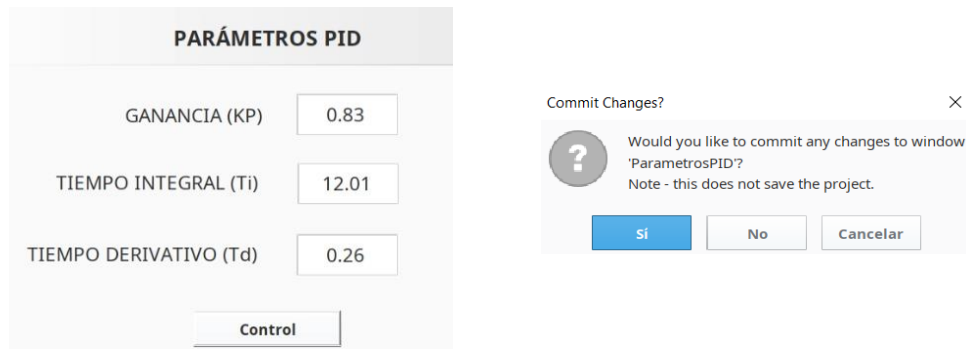 PARÁMETROS PID
GANANCIA (KP) 0.83
TIEMPO INTEGRAL (Ti) 12.01
TIEMPO DERIVATIVO (Td) 0.26
Control
Commit Changes?
Would you like to commit any changes to window
'ParametrosPID'?
Note - this does not save the project.
Sí No Cancelar